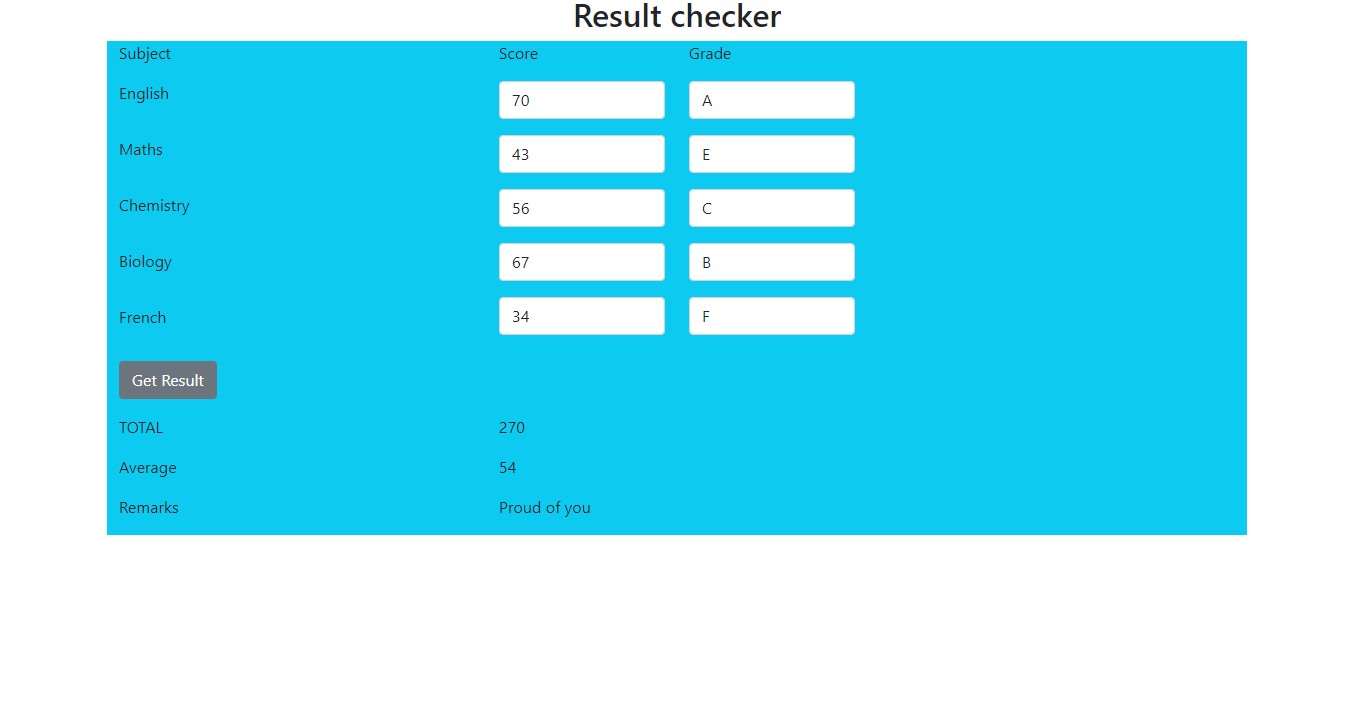 Result checker
Subject Score Grade
English 70 A
Maths 43 E
Chemistry 56 C
Biology 67 B
French 34 F
Get Result
TOTAL 270
Average 54
Remarks Proud of you